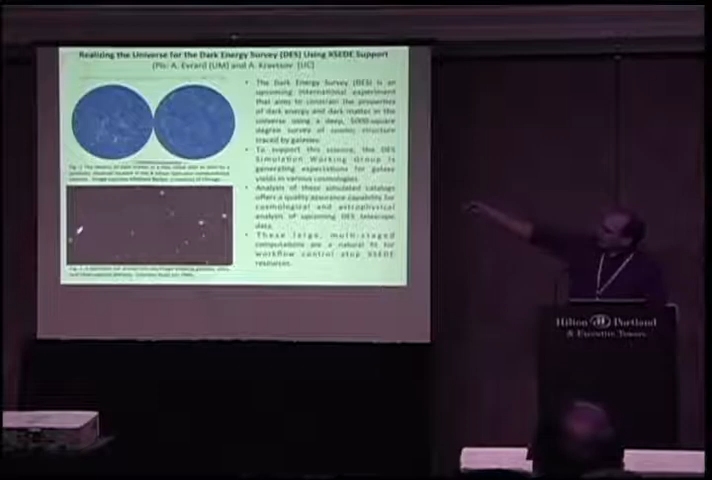 Realizing the Universe for the Dark Energy Survey (DES) Using XSEDE Support
(PIs: A. Evrard (UM) and A. Kravtsov (UC)
• The Dark Energy Survey (DES) is an
upcoming international experiment
that aims to constrain the properties
of dark energy and dark matter in the
universe using a deep, 5000-square
degree survey of cosmic structure
traced by galaxies.
• To support this science, the DES
Simulation Working Group is
generating expectations for galaxy
yields in various cosmologies.
• Analysis of these simulated catalogs
offers a quality assurance capability for
cosmological and astrophysical
analysis of upcoming DES telescope
data.
• These large, multi-staged
computations are a natural fit for
workflow control atop XSEDE
resources.
Hilton Portland
& Executive Tower